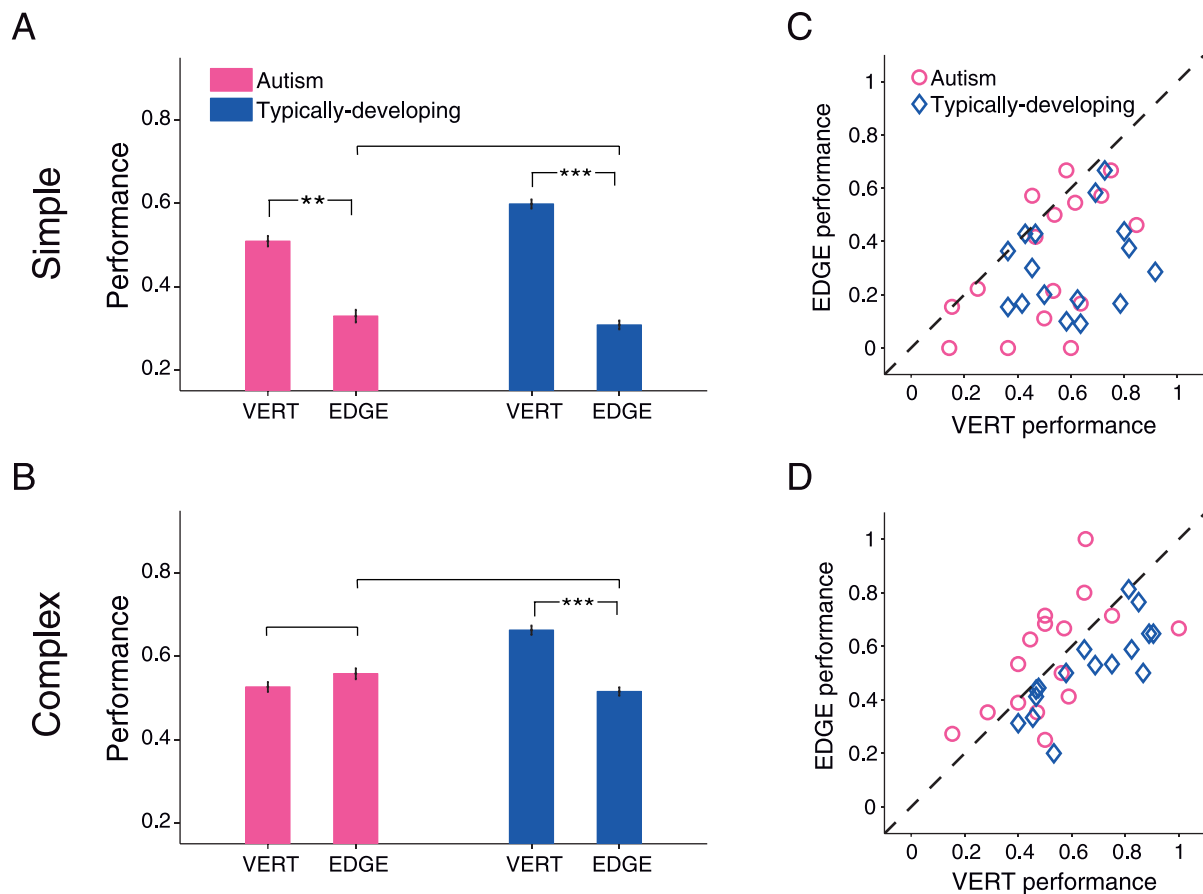 A
Simple
Performance
0.8
0.6
0.4
0.2
Autism
Typically-developing
**
***
VERT
EDGE
VERT
EDGE
C
EDGE performance
1
0.8
0.6
0.4
0.2
0
Autism
Typically-developing
0
0.2
0.4
0.6
0.8
1
VERT performance
B
Complex
Performance
0.8
0.6
0.4
0.2
***
VERT
EDGE
VERT
EDGE
D
EDGE performance
1
0.8
0.6
0.4
0.2
0
0
0.2
0.4
0.6
0.8
1
VERT performance